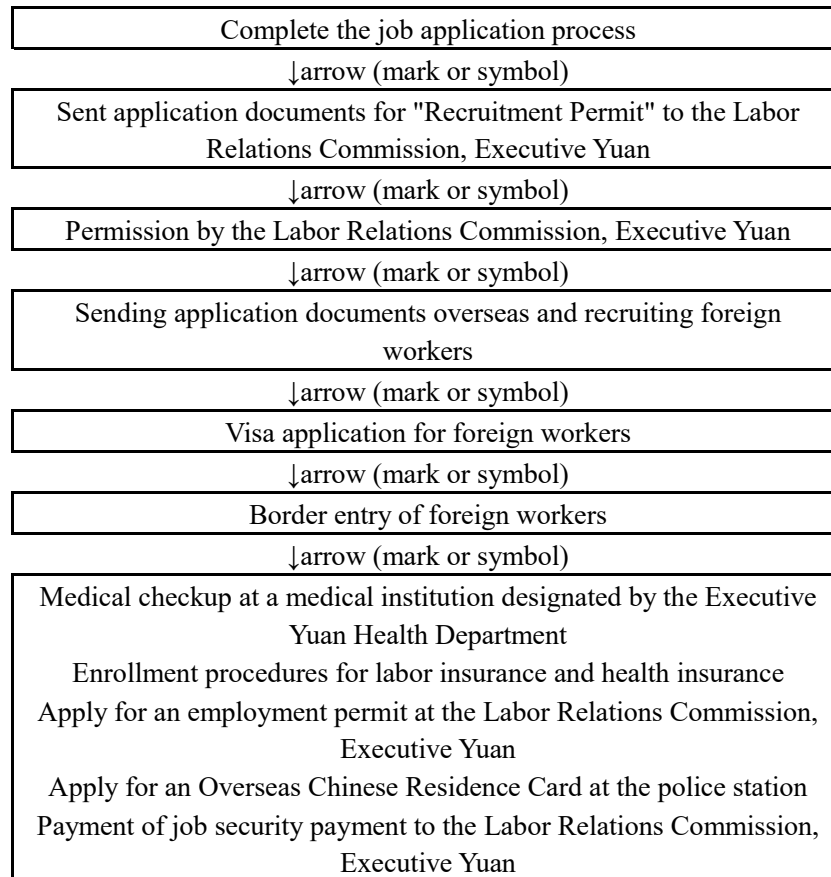 Complete the job application process
↓arrow (mark or symbol)
Sent application documents for "Recruitment Permit" to the Labor
Relations Commission, Executive Yuan
↓arrow (mark or symbol)
Permission by the Labor Relations Commission, Executive Yuan
↓arrow (mark or symbol)
Sending application documents overseas and recruiting foreign
workers
↓arrow (mark or symbol)
Visa application for foreign workers
↓arrow (mark or symbol)
Border entry of foreign workers
↓arrow (mark or symbol)
Medical checkup at a medical institution designated by the Executive
Yuan Health Department
Enrollment procedures for labor insurance and health insurance
Apply for an employment permit at the Labor Relations Commission,
Executive Yuan
Apply for an Overseas Chinese Residence Card at the police station
Payment of job security payment to the Labor Relations Commission,
Executive Yuan